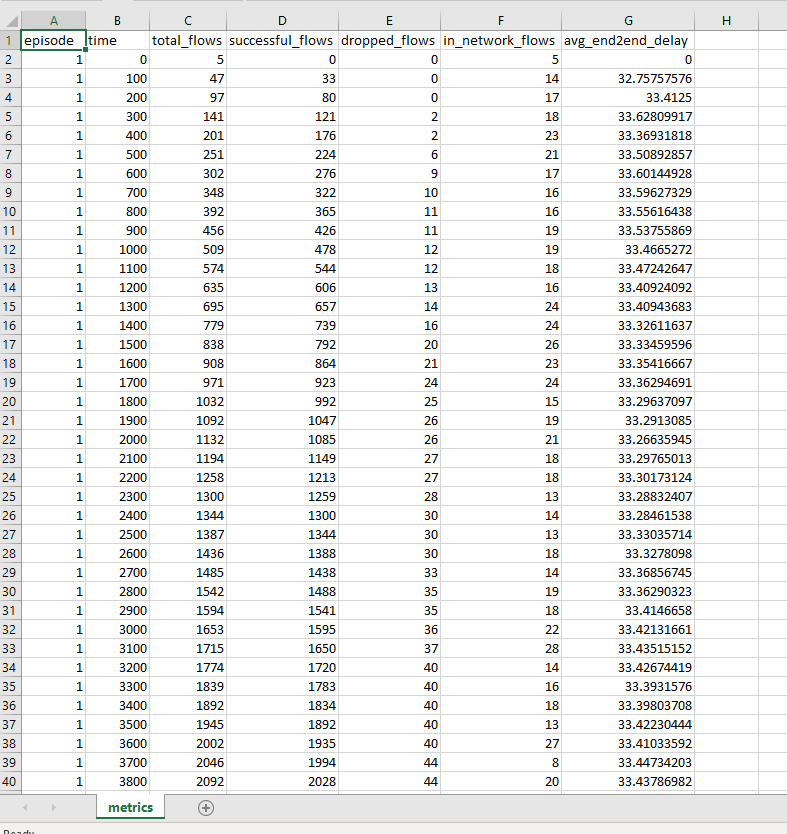 A B C D E F G H
1 episode time total_flows successful_flows dropped_flows in_network_flows avg_end2end_delay
2 1 0 5 0 0 5 0
3 1 100 47 33 0 14 32.75757576
4 1 200 97 80 0 17 33.4125
5 1 300 141 121 2 18 33.62809917
6 1 400 201 176 2 23 33.36931818
7 1 500 251 224 6 21 33.50892857
8 1 600 302 276 9 17 33.60144928
9 1 700 348 322 10 16 33.59627329
10 1 800 392 365 11 16 33.55616438
11 1 900 456 426 11 19 33.53755869
12 1 1000 509 478 12 19 33.4665272
13 1 1100 574 544 12 18 33.47242647
14 1 1200 635 606 13 16 33.40924092
15 1 1300 695 657 14 24 33.40943683
16 1 1400 779 739 16 24 33.32611637
17 1 1500 838 792 20 26 33.33459596
18 1 1600 908 864 21 23 33.35416667
19 1 1700 971 923 24 24 33.36294691
20 1 1800 1032 992 25 15 33.29637097
21 1 1900 1092 1047 26 19 33.2913085
22 1 2000 1132 1085 26 21 33.26635945
23 1 2100 1194 1149 27 18 33.29765013
24 1 2200 1258 1213 27 18 33.30173124
25 1 2300 1300 1259 28 13 33.28832407
26 1 2400 1344 1300 30 14 33.28461538
27 1 2500 1387 1344 30 13 33.33035714
28 1 2600 1436 1388 30 18 33.3278098
29 1 2700 1485 1438 33 14 33.36856745
30 1 2800 1542 1488 35 19 33.36290323
31 1 2900 1594 1541 35 18 33.4146658
32 1 3000 1653 1595 36 22 33.42131661
33 1 3100 1715 1650 37 28 33.43515152
34 1 3200 1774 1720 40 14 33.42674419
35 1 3300 1839 1783 40 16 33.3931576
36 1 3400 1892 1834 40 18 33.39803708
37 1 3500 1945 1892 40 13 33.42230444
38 1 3600 2002 1935 40 27 33.41033592
39 1 3700 2046 1994 44 8 33.44734203
40 1 3800 2092 2028 44 20 33.43786982
metrics